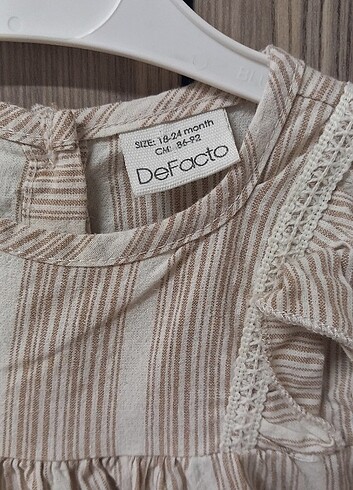 SIZE: 18-24 month
CM: 86-92
DeFacto